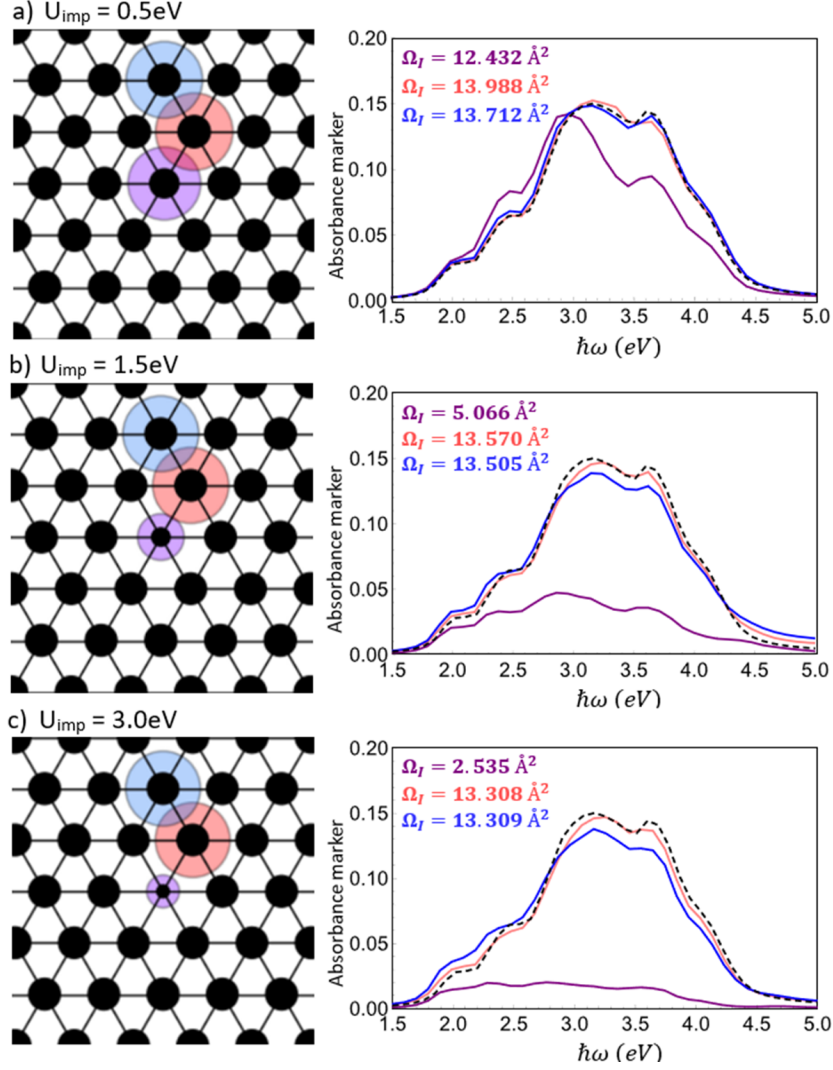 a) U_imp = 0.5eV
Ω_I = 12.432 Å²
Ω_I = 13.988 Å²
Ω_I = 13.712 Å²
Absorbance marker
0.20
0.15
0.10
0.05
0.00
1.5 2.0 2.5 3.0 3.5 4.0 4.5 5.0
ħω (eV)
b) U_imp = 1.5eV
Ω_I = 5.066 Å²
Ω_I = 13.570 Å²
Ω_I = 13.505 Å²
Absorbance marker
0.20
0.15
0.10
0.05
0.00
1.5 2.0 2.5 3.0 3.5 4.0 4.5 5.0
ħω (eV)
c) U_imp = 3.0eV
Ω_I = 2.535 Å²
Ω_I = 13.308 Å²
Ω_I = 13.309 Å²
Absorbance marker
0.20
0.15
0.10
0.05
0.00
1.5 2.0 2.5 3.0 3.5 4.0 4.5 5.0
ħω (eV)